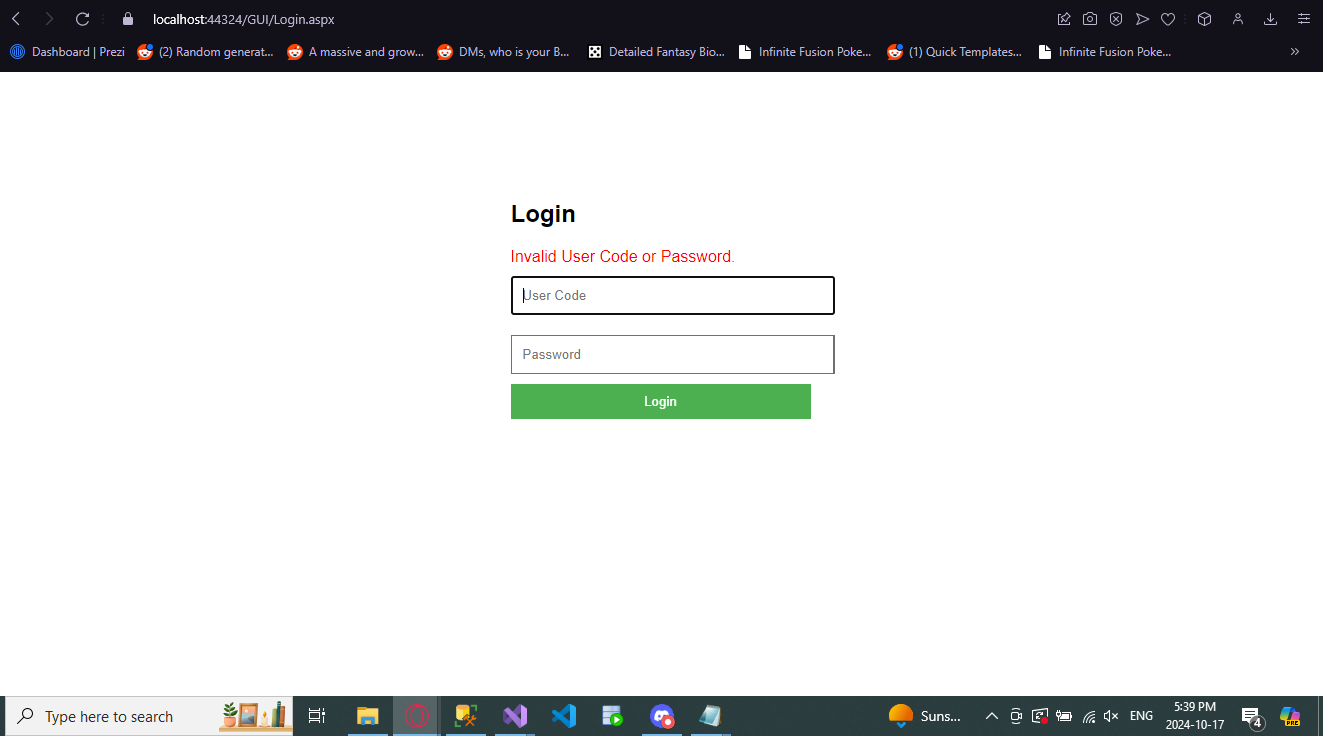 localhost:44324/GUI/Login.aspx
Dashboard | Prezi
(2) Random generat...
A massive and grow...
DMs, who is your B...
Detailed Fantasy Bio...
Infinite Fusion Poke...
(1) Quick Templates...
Infinite Fusion Poke...
Login
Invalid User Code or Password.
User Code
Password
Login
Type here to search
Suns...
ENG
5:39 PM
2024-10-17
4
PRE